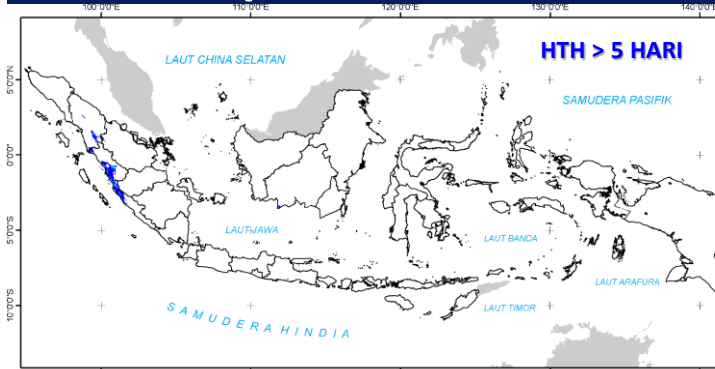 100°0'0"E 110°0'0"E 120°0'0"E 130°0'0"E 140°0'
HTH > 5 HARI
LAUT CHINA SELATAN
5°0'0"N
SAMUDERA PASIFIK
0°0'0"
5°0'0"S
LAUT JAWA
LAUT BANDA
LAUT ARAFURA
10°0'0"S
SAMUDERA HINDIA
LAUT TIMOR